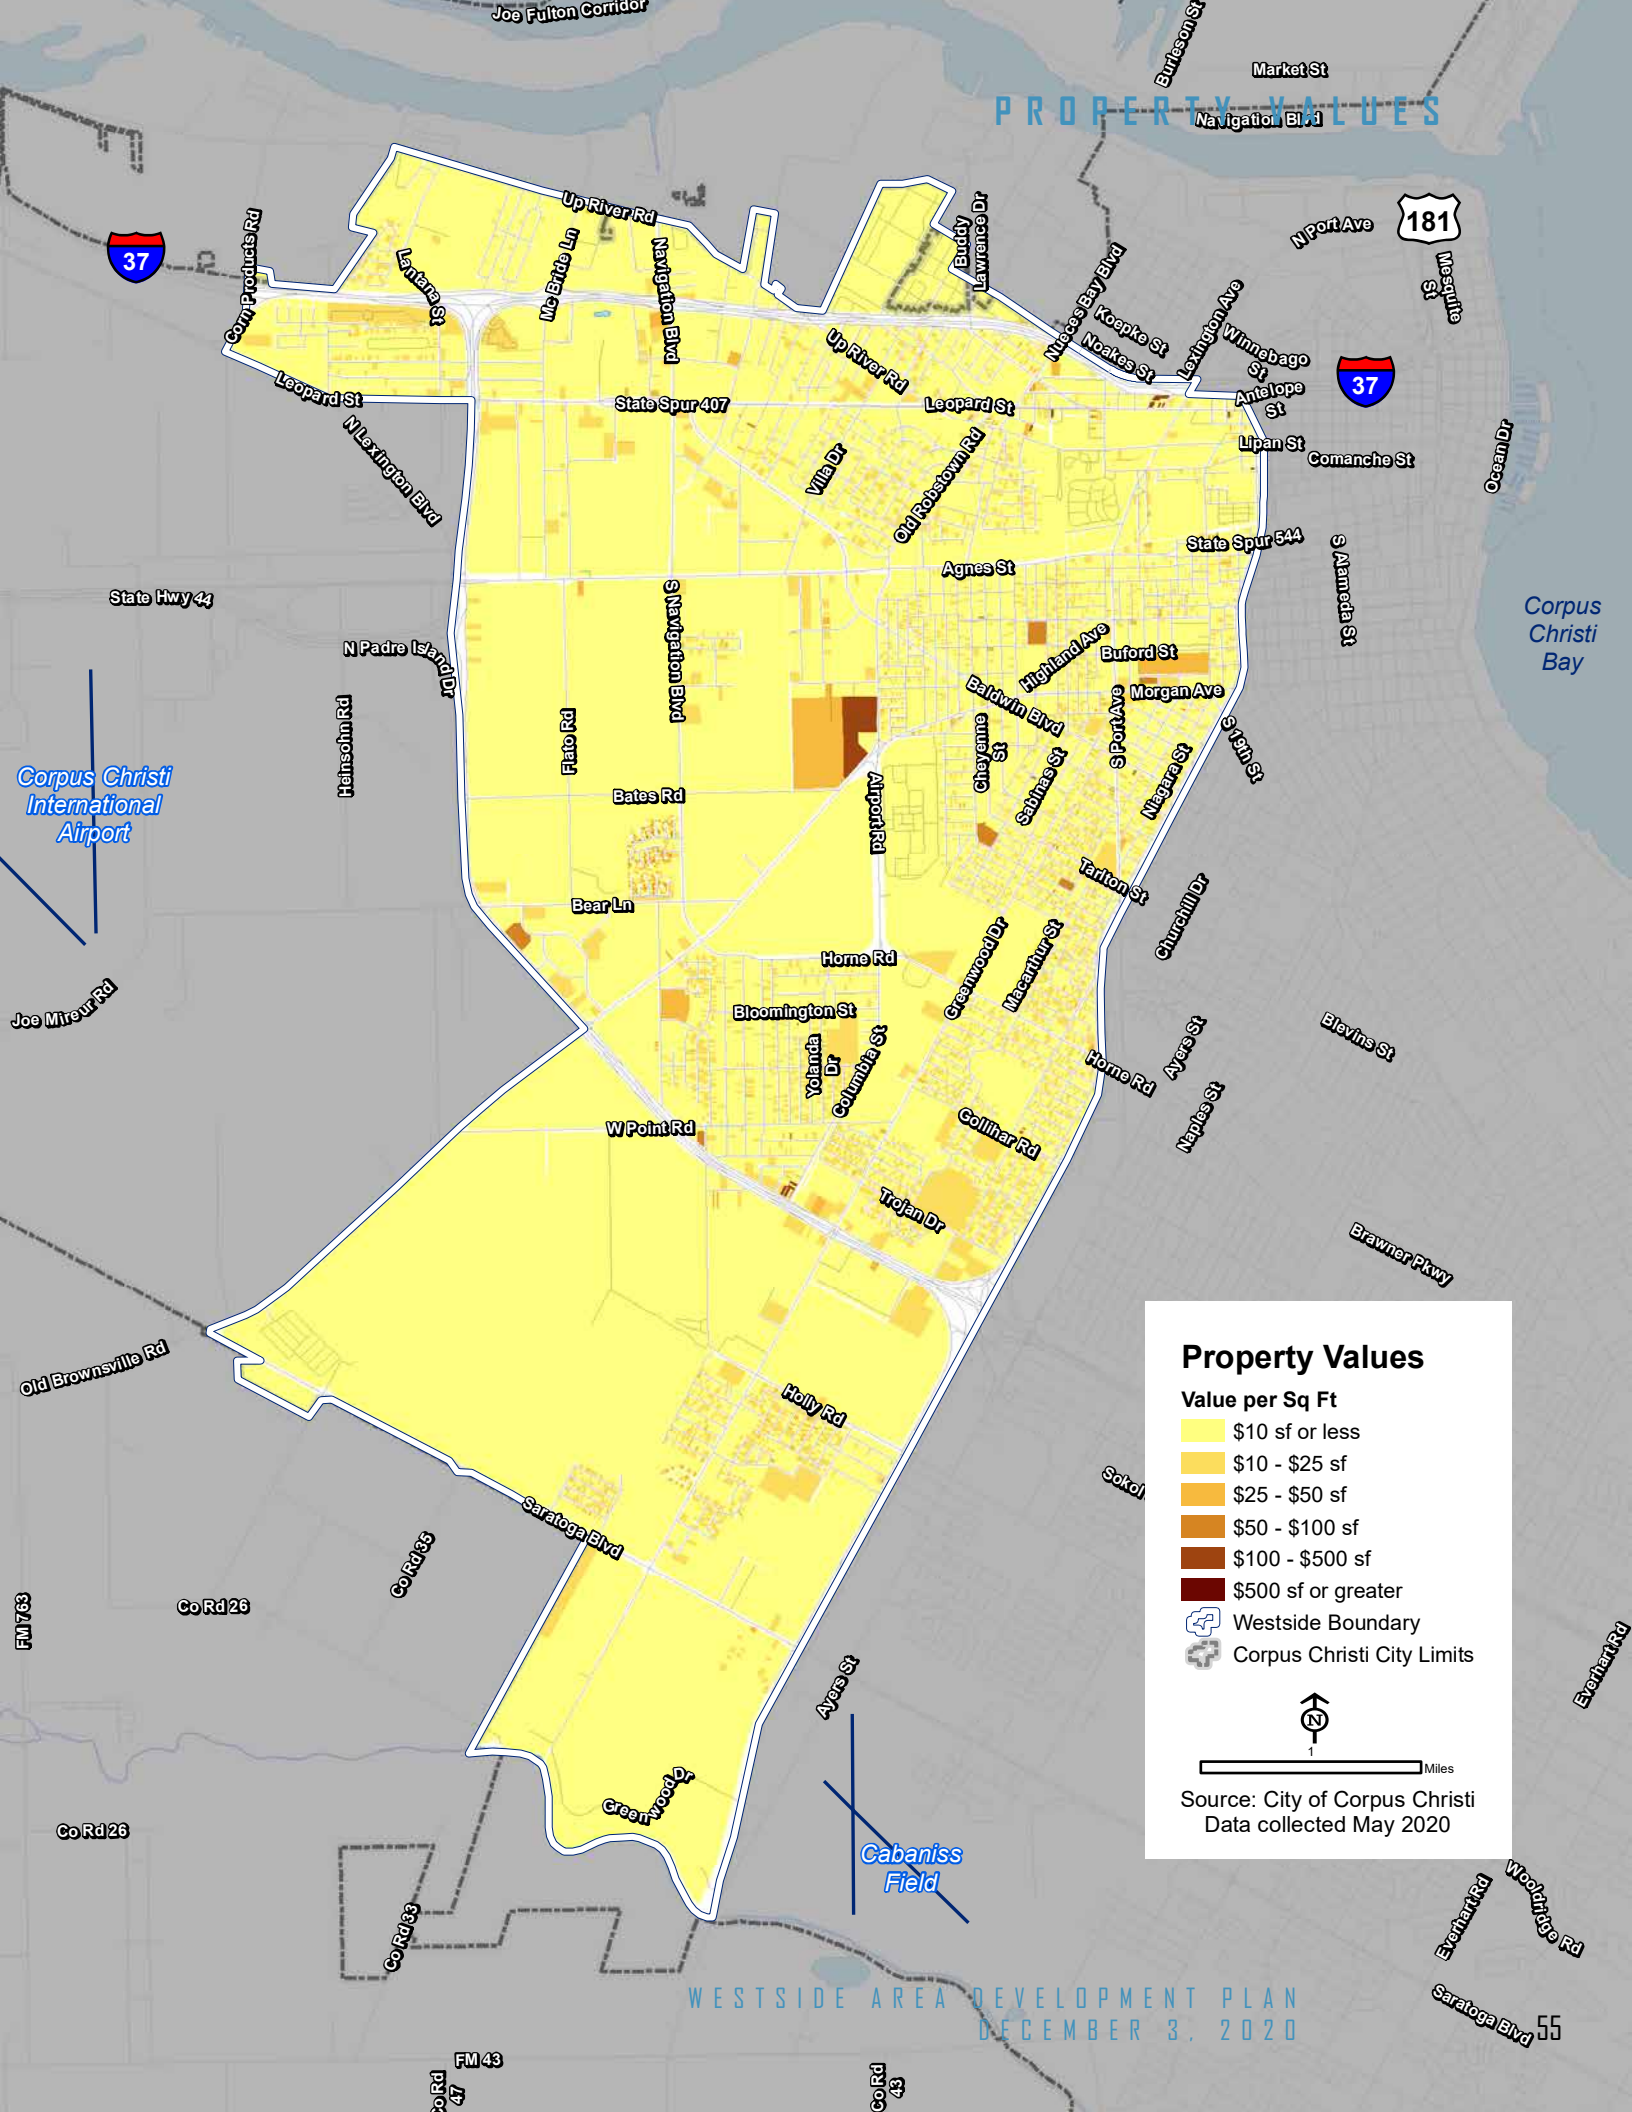 Joe Fulton Corridor
Burleson St
Market St
PROPERTY VALUES
Navigation Blvd
181
N Port Ave
Mesquite
St
37
Corn Products Rd
Lantana St
Mc Bride Ln
Up River Rd
Navigation Blvd
Buddy
Lawrence Dr
Nueces Bay Blvd
Koepke St
Noakes St
Lexington Ave
Winnebago
St
Antelope
St
37
Up River Rd
Leopard St
State Spur 407
Leopard St
N Lexington Blvd
Villa Dr
Old Robstown Rd
Lipan St
Comanche St
Ocean Dr
State Spur 544
Agnes St
S Alameda St
State Hwy 44
N Padre Island Dr
S Navigation Blvd
Highland Ave
Buford St
Baldwin Blvd
Morgan Ave
Corpus
Christi
Bay
Heinsohn Rd
Flato Rd
Cheyenne
St
S Port Ave
Sabinas St
Niagara St
S 19th St
Corpus Christi
International
Airport
Bates Rd
Airport Rd
Tarlton St
Churchill Dr
Bear Ln
Horne Rd
Greenwood Dr
Macarthur St
Joe Mireur Rd
Bloomington St
Yolanda
Dr
Columbia St
Horne Rd
Ayers St
Blevins St
Naples St
W Point Rd
Gollihar Rd
Trojan Dr
Brawner Pkwy
Old Brownsville Rd
Holly Rd
Saratoga Blvd
Co Rd 35
FM 763
Co Rd 26
Ayers St
Everhart Rd
Property Values
Value per Sq Ft
$10 sf or less
$10 - $25 sf
$25 - $50 sf
$50 - $100 sf
$100 - $500 sf
$500 sf or greater
Westside Boundary
Corpus Christi City Limits
N
1
Miles
Source: City of Corpus Christi
Data collected May 2020
Greenwood Dr
Co Rd 26
Cabaniss
Field
Co Rd 33
Everhart Rd
Wooldridge Rd
Saratoga Blvd
WESTSIDE AREA DEVELOPMENT PLAN
DECEMBER 3, 2020
55
FM 43
Co Rd
47
Co Rd
43